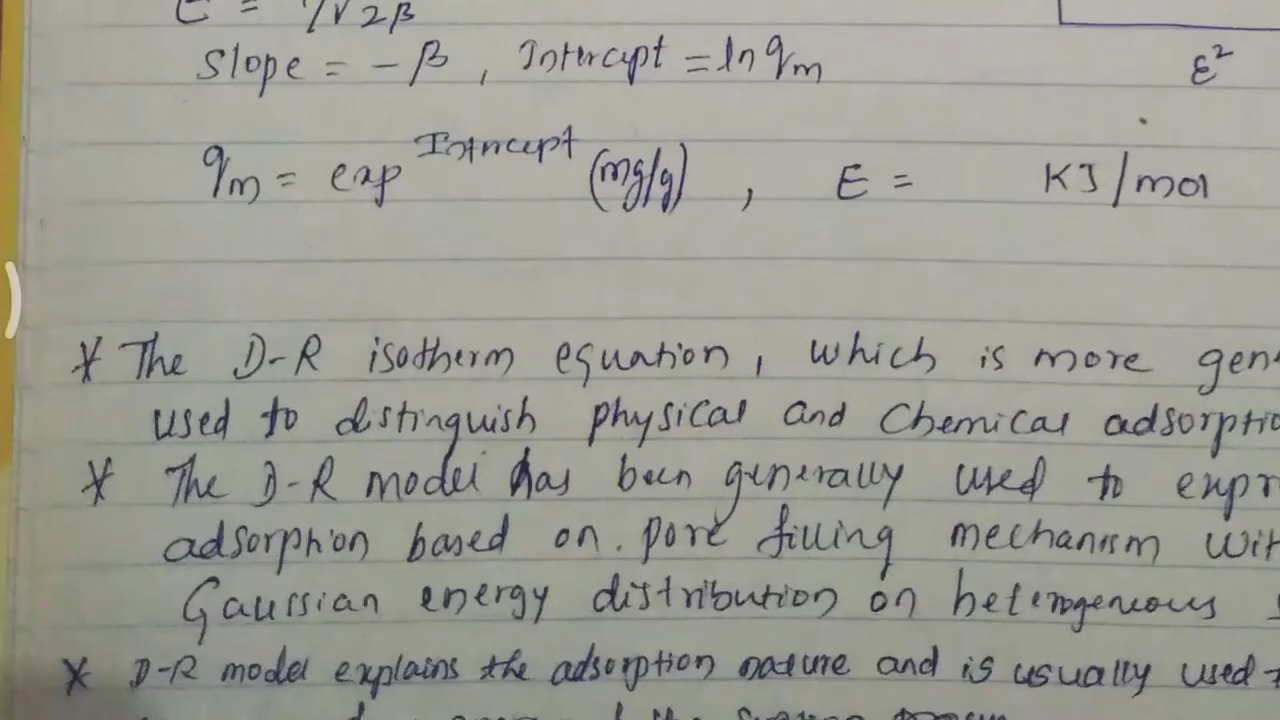 E = 1/√2β
Slope = -β, Intercept = ln qm
ε²
qm = exp^Intercept (mg/g), E = KJ/mol
* The D-R isotherm equation, which is more gen
used to distinguish physical and Chemical adsorptio
* The D-R model has been generally used to expr
adsorption based on. pore filling mechanism wit
Gaussian energy distribution on heterogeneous
* D-R model explains the adsorption nature and is usually used